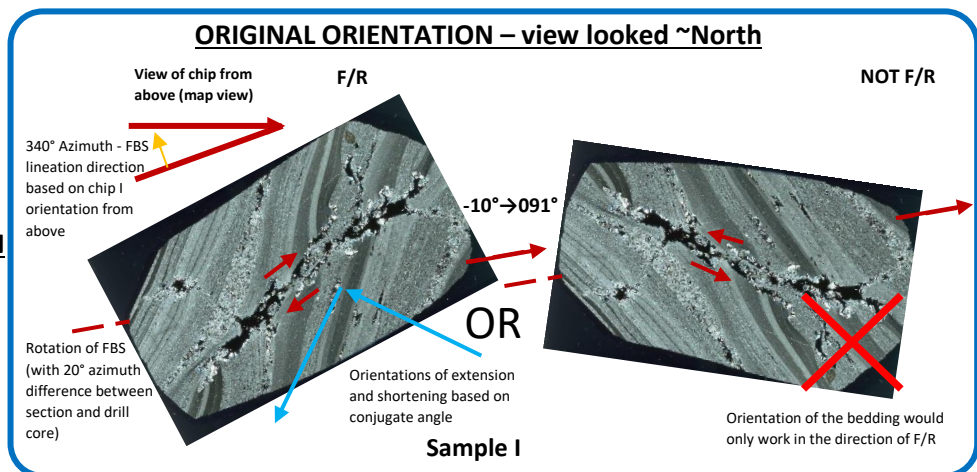 ORIGINAL ORIENTATION – view looked ~North
View of chip from
above (map view)
F/R
NOT F/R
340° Azimuth - FBS
lineation direction
based on chip I
orientation from
above
-10°→091°
OR
Rotation of FBS
(with 20° azimuth
difference between
section and drill
core)
Orientations of extension
and shortening based on
conjugate angle
Orientation of the bedding would
only work in the direction of F/R
Sample I